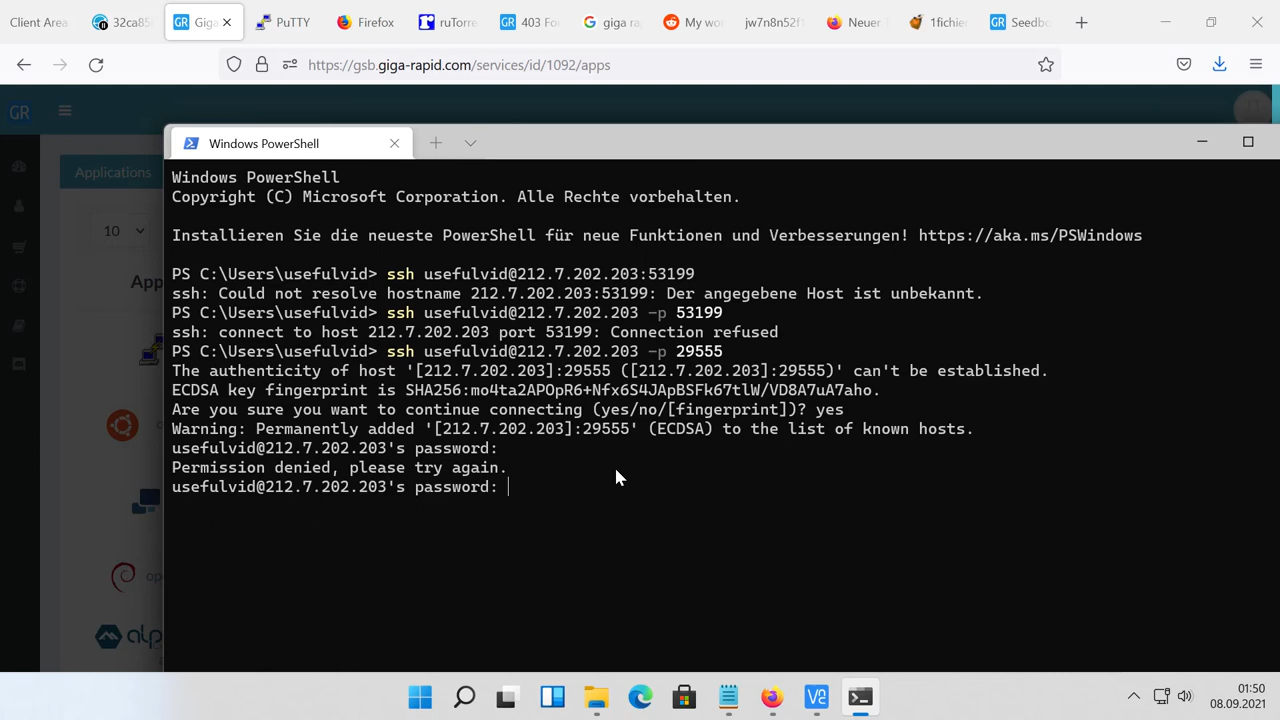 Client Area
32ca85
Giga
PuTTY
Firefox
ruTorre
403 Fo
giga ra
My wo
jw7n8n52f
Neuer
1fichier
Seedbo
https://gsb.giga-rapid.com/services/id/1092/apps
GR
Applications
10
App
ope
alp
Windows PowerShell
Windows PowerShell
Copyright (C) Microsoft Corporation. Alle Rechte vorbehalten.
Installieren Sie die neueste PowerShell für neue Funktionen und Verbesserungen! https://aka.ms/PSWindows
PS C:\Users\usefulvid> ssh usefulvid@212.7.202.203:53199
ssh: Could not resolve hostname 212.7.202.203:53199: Der angegebene Host ist unbekannt.
PS C:\Users\usefulvid> ssh usefulvid@212.7.202.203 -p 53199
ssh: connect to host 212.7.202.203 port 53199: Connection refused
PS C:\Users\usefulvid> ssh usefulvid@212.7.202.203 -p 29555
The authenticity of host '[212.7.202.203]:29555 ([212.7.202.203]:29555)' can't be established.
ECDSA key fingerprint is SHA256:mo4ta2APOpR6+Nfx6S4JApBSFk67tlW/VD8A7uA7aho.
Are you sure you want to continue connecting (yes/no/[fingerprint])? yes
Warning: Permanently added '[212.7.202.203]:29555' (ECDSA) to the list of known hosts.
usefulvid@212.7.202.203's password:
Permission denied, please try again.
usefulvid@212.7.202.203's password:
01:50
08.09.2021